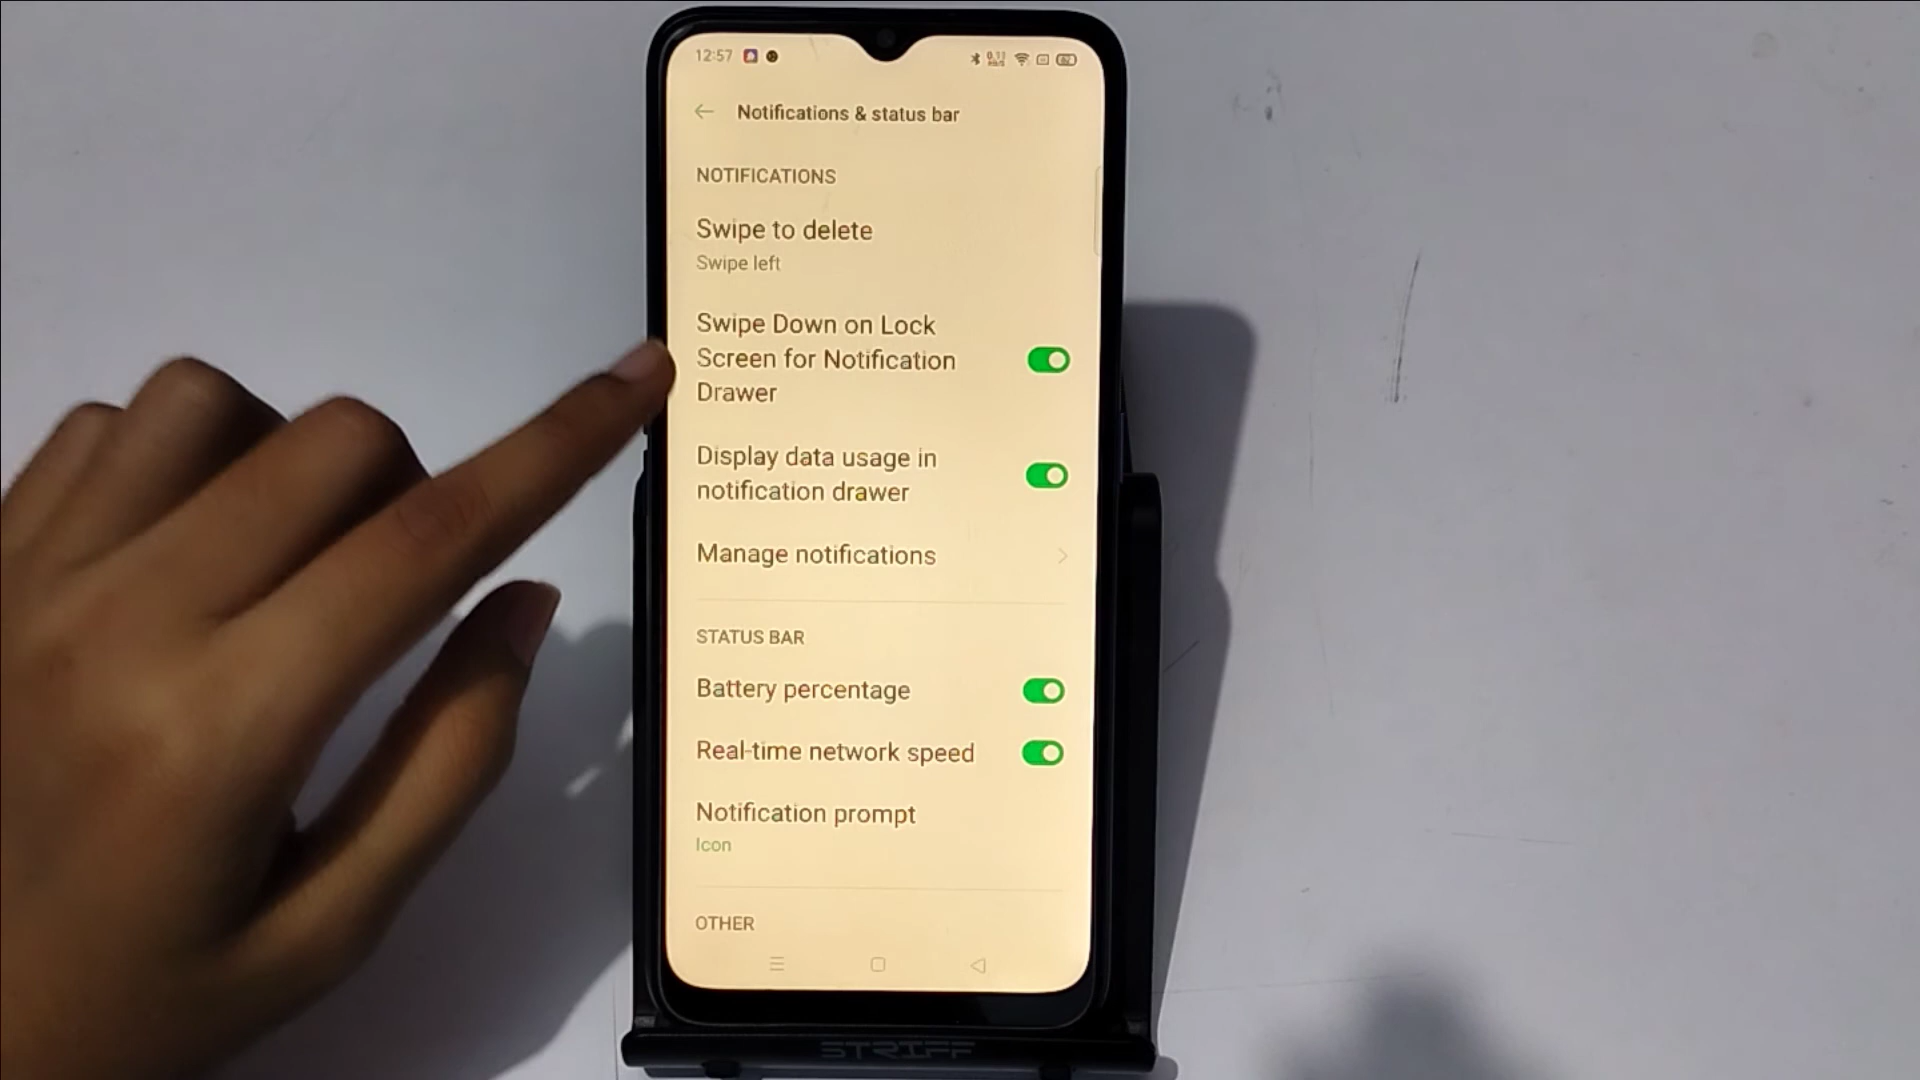 12:57
Notifications & status bar
NOTIFICATIONS
Swipe to delete
Swipe left
Swipe Down on Lock
Screen for Notification
Drawer
Display data usage in
notification drawer
Manage notifications
STATUS BAR
Battery percentage
Real-time network speed
Notification prompt
Icon
OTHER
STRIFF